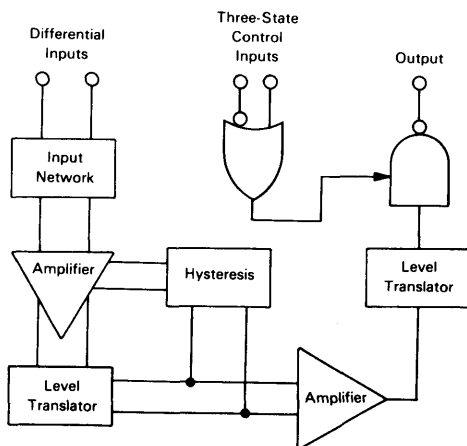 Differential
Inputs
Three-State
Control
Inputs
Output
Input
Network
Amplifier
Hysteresis
Level
Translator
Level
Translator
Amplifier